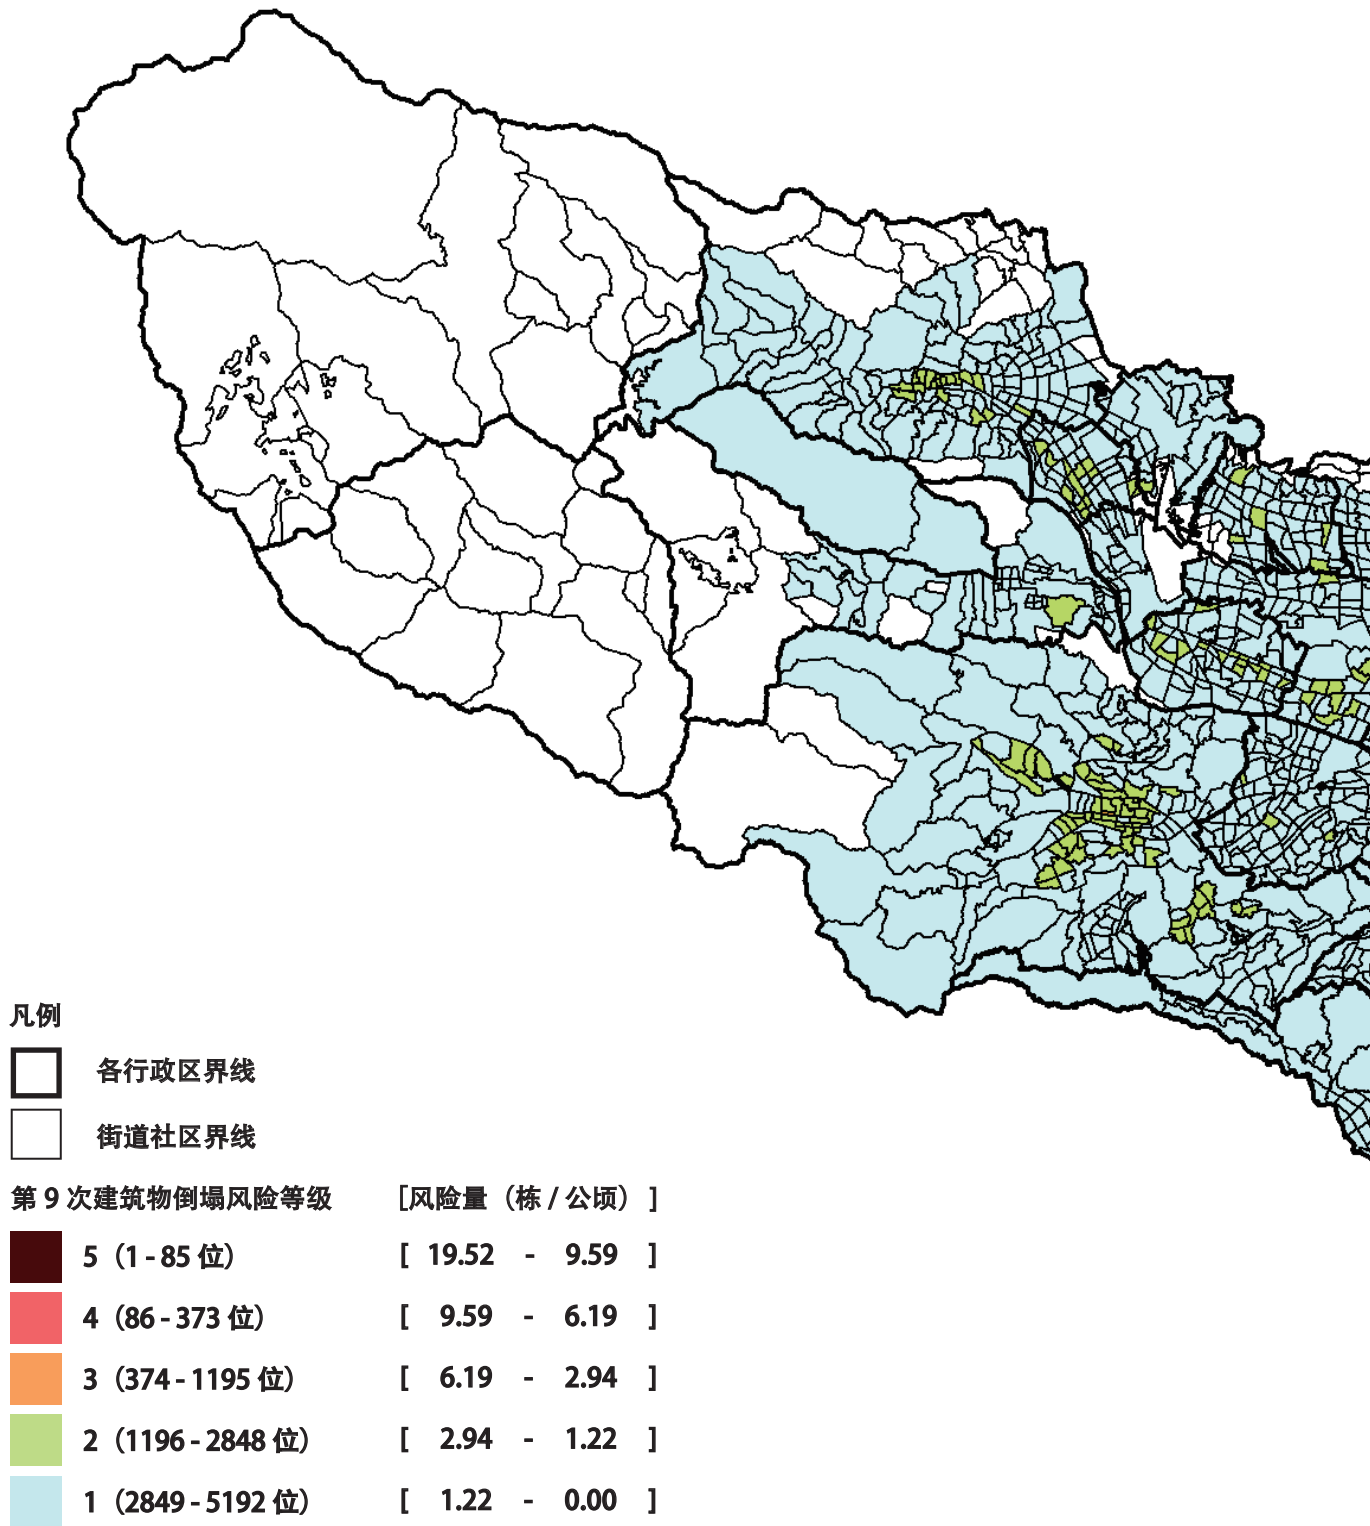 凡例
各行政区界线
街道社区界线
第 9 次建筑物倒塌风险等级 [风险量（栋 / 公顷） ]
5（1 - 85 位） [ 19.52 - 9.59 ]
4（86 - 373 位） [ 9.59 - 6.19 ]
3（374 - 1195 位） [ 6.19 - 2.94 ]
2（1196 - 2848 位） [ 2.94 - 1.22 ]
1（2849 - 5192 位） [ 1.22 - 0.00 ]